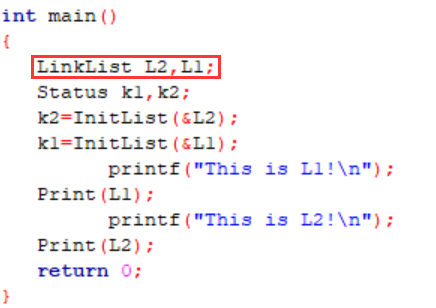 int main()
{
LinkList L2,L1;
Status k1,k2;
k2=InitList(&L2);
k1=InitList(&L1);
printf("This is L1!\n");
Print(L1);
printf("This is L2!\n");
Print(L2);
return 0;
}